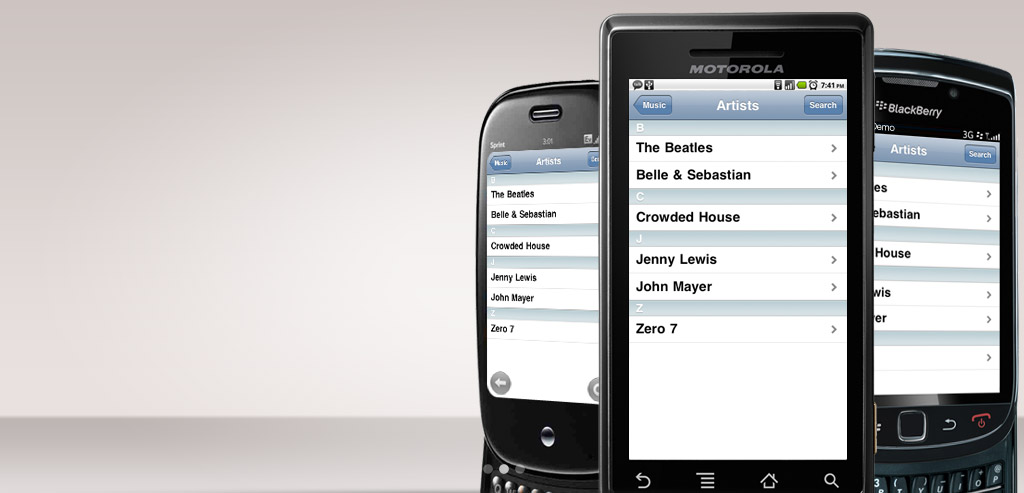 Sprint 3:01
Music Artists
B
The Beatles
Belle & Sebastian
C
Crowded House
J
Jenny Lewis
John Mayer
Z
Zero 7
MOTOROLA
7:41 PM
Music Artists Search
B
The Beatles
Belle & Sebastian
C
Crowded House
J
Jenny Lewis
John Mayer
Z
Zero 7
BlackBerry
Demo 3G
Artists Search
es
ebastian
House
wis
ver